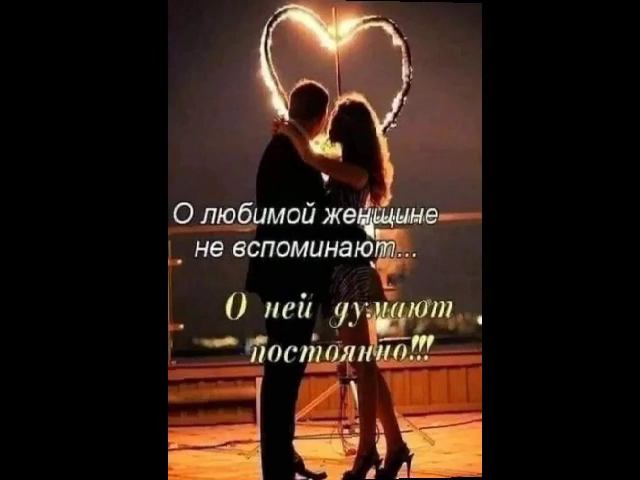 О любимой женщине
не вспоминают...
О ней думают
постоянно!!!